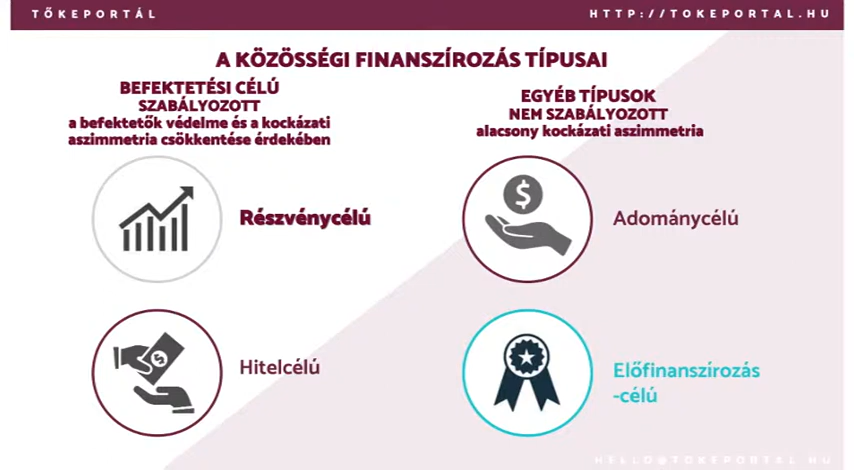 TŐKEPORTÁL
HTTP://TOKEPORTAL.HU
A KÖZÖSSÉGI FINANSZÍROZÁS TÍPUSAI
BEFEKTETÉSI CÉLÚ
SZABÁLYOZOTT
a befektetők védelme és a kockázati
aszimmetria csökkentése érdekében
EGYÉB TÍPUSOK
NEM SZABÁLYOZOTT
alacsony kockázati aszimmetria
Részvénycélú
$
Adománycélú
$
Hitelcélú
Előfinanszírozás
-célú
HELLO@TOKEPORTAL.HU